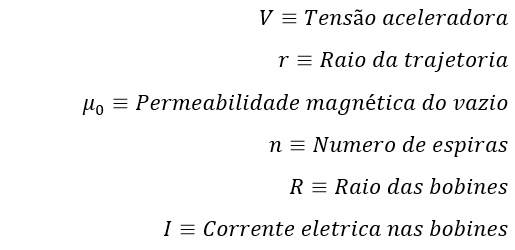 V ≡ Tensão aceleradora
r ≡ Raio da trajetoria
μ₀ ≡ Permeabilidade magnética do vazio
n ≡ Numero de espiras
R ≡ Raio das bobines
I ≡ Corrente eletrica nas bobines